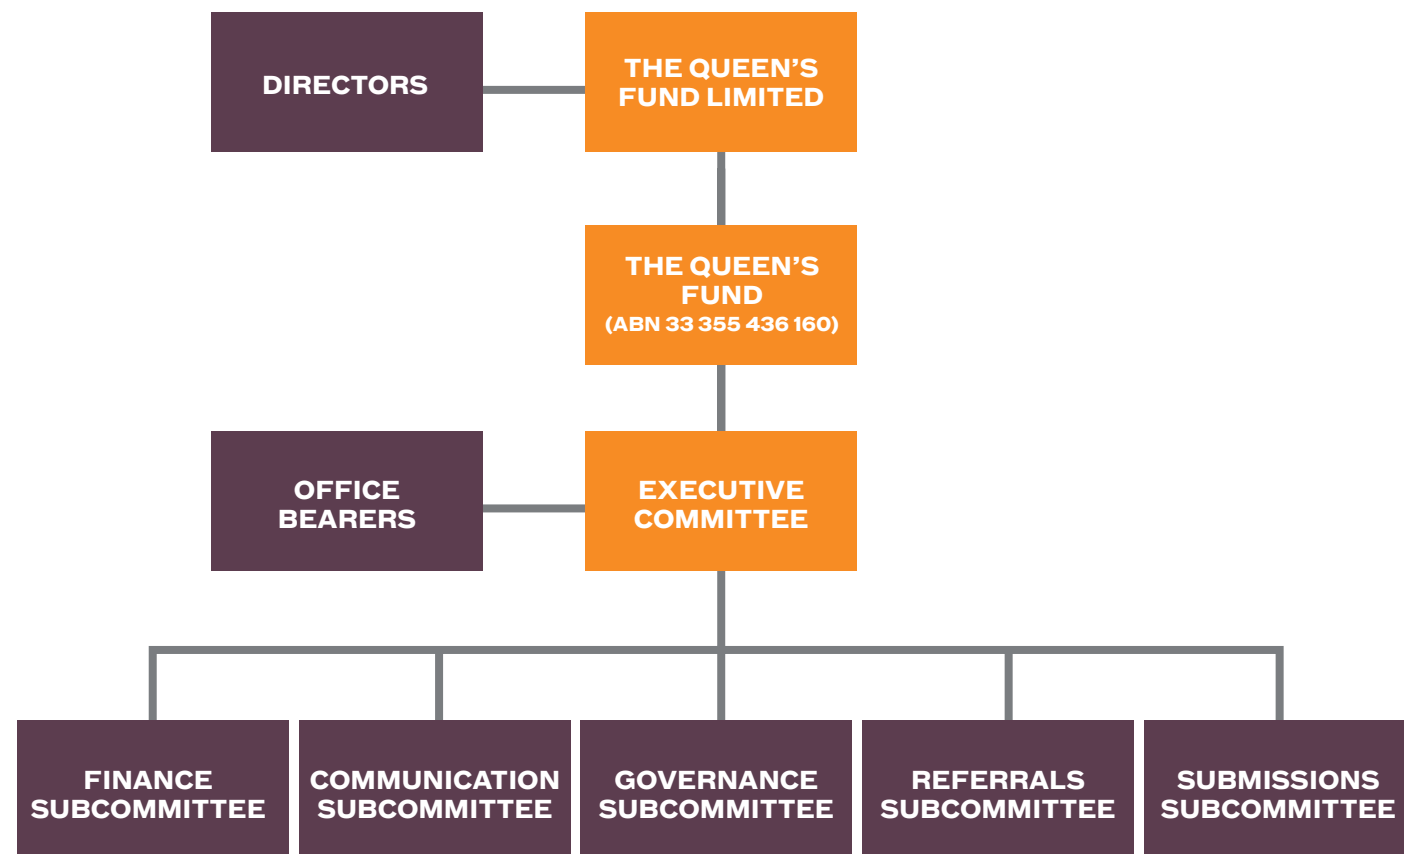 DIRECTORS
THE QUEEN’S
FUND LIMITED
THE QUEEN’S
FUND
(ABN 33 355 436 160)
OFFICE
BEARERS
EXECUTIVE
COMMITTEE
FINANCE
SUBCOMMITTEE
COMMUNICATION
SUBCOMMITTEE
GOVERNANCE
SUBCOMMITTEE
REFERRALS
SUBCOMMITTEE
SUBMISSIONS
SUBCOMMITTEE